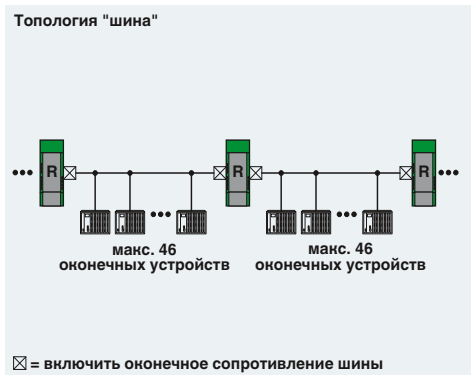 Топология "шина"
R R R
макс. 46 макс. 46
оконечных устройств оконечных устройств
= включить оконечное сопротивление шины